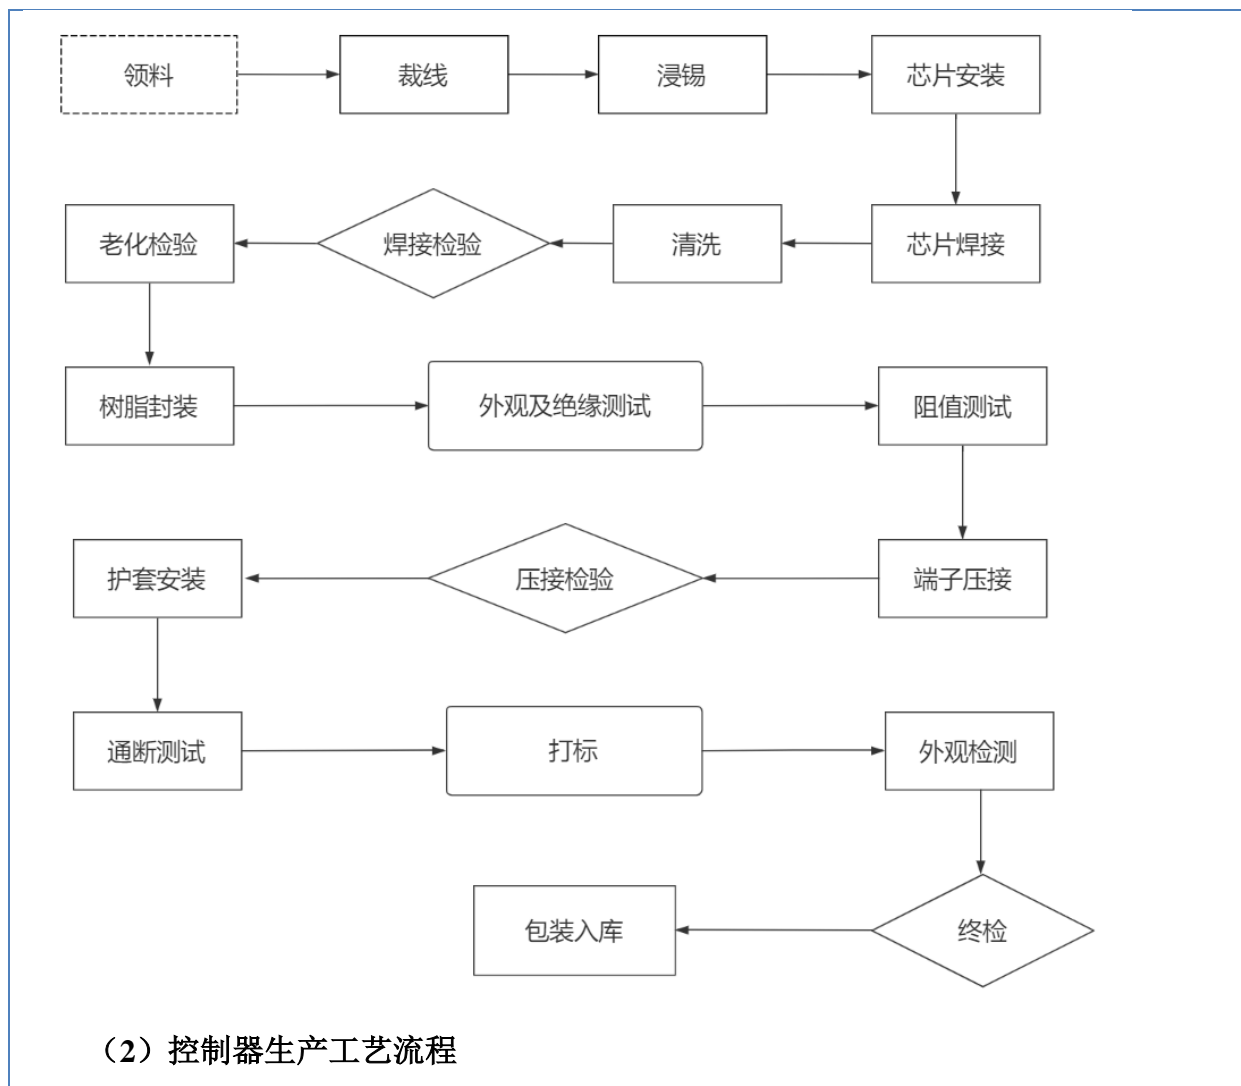 领料
裁线
浸锡
芯片安装
老化检验
焊接检验
清洗
芯片焊接
树脂封装
外观及绝缘测试
阻值测试
护套安装
压接检验
端子压接
通断测试
打标
外观检测
包装入库
终检
（2）控制器生产工艺流程